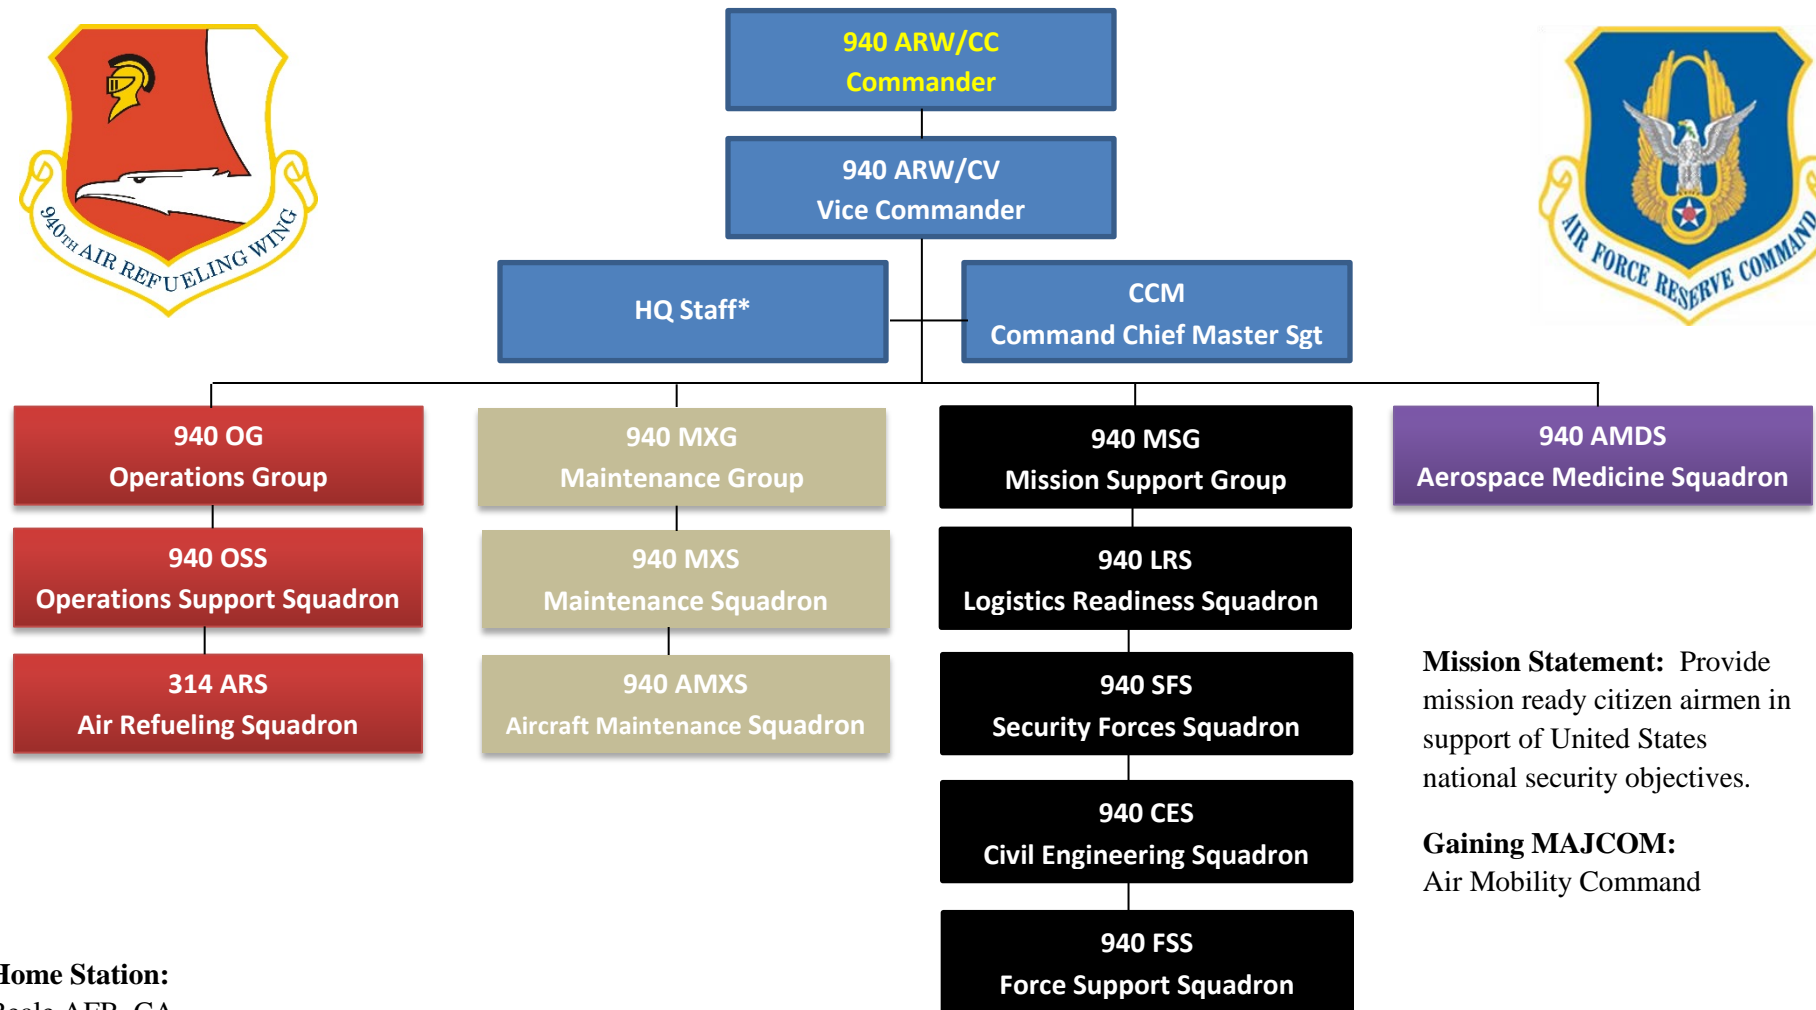 940 ARW/CC
Commander
940TH AIR REFUELING WING
AIR FORCE RESERVE COMMAND
940 ARW/CV
Vice Commander
HQ Staff*
CCM
Command Chief Master Sgt
940 OG
Operations Group
940 MXG
Maintenance Group
940 MSG
Mission Support Group
940 AMDS
Aerospace Medicine Squadron
940 OSS
Operations Support Squadron
940 MXS
Maintenance Squadron
940 LRS
Logistics Readiness Squadron
314 ARS
Air Refueling Squadron
940 AMXS
Aircraft Maintenance Squadron
940 SFS
Security Forces Squadron
940 CES
Civil Engineering Squadron
940 FSS
Force Support Squadron
Mission Statement: Provide
mission ready citizen airmen in
support of United States
national security objectives.
Gaining MAJCOM:
Air Mobility Command
Home Station: